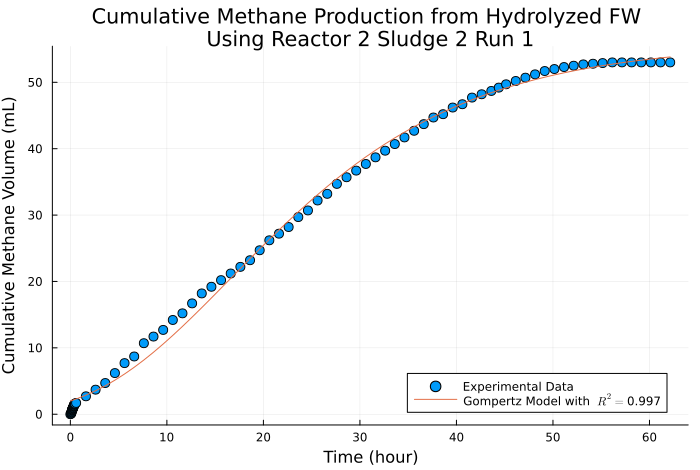 Cumulative Methane Production from Hydrolyzed FW
Using Reactor 2 Sludge 2 Run 1
Cumulative Methane Volume (mL)
50
40
30
20
10
0
Experimental Data
Gompertz Model with R² = 0.997
0 10 20 30 40 50 60
Time (hour)